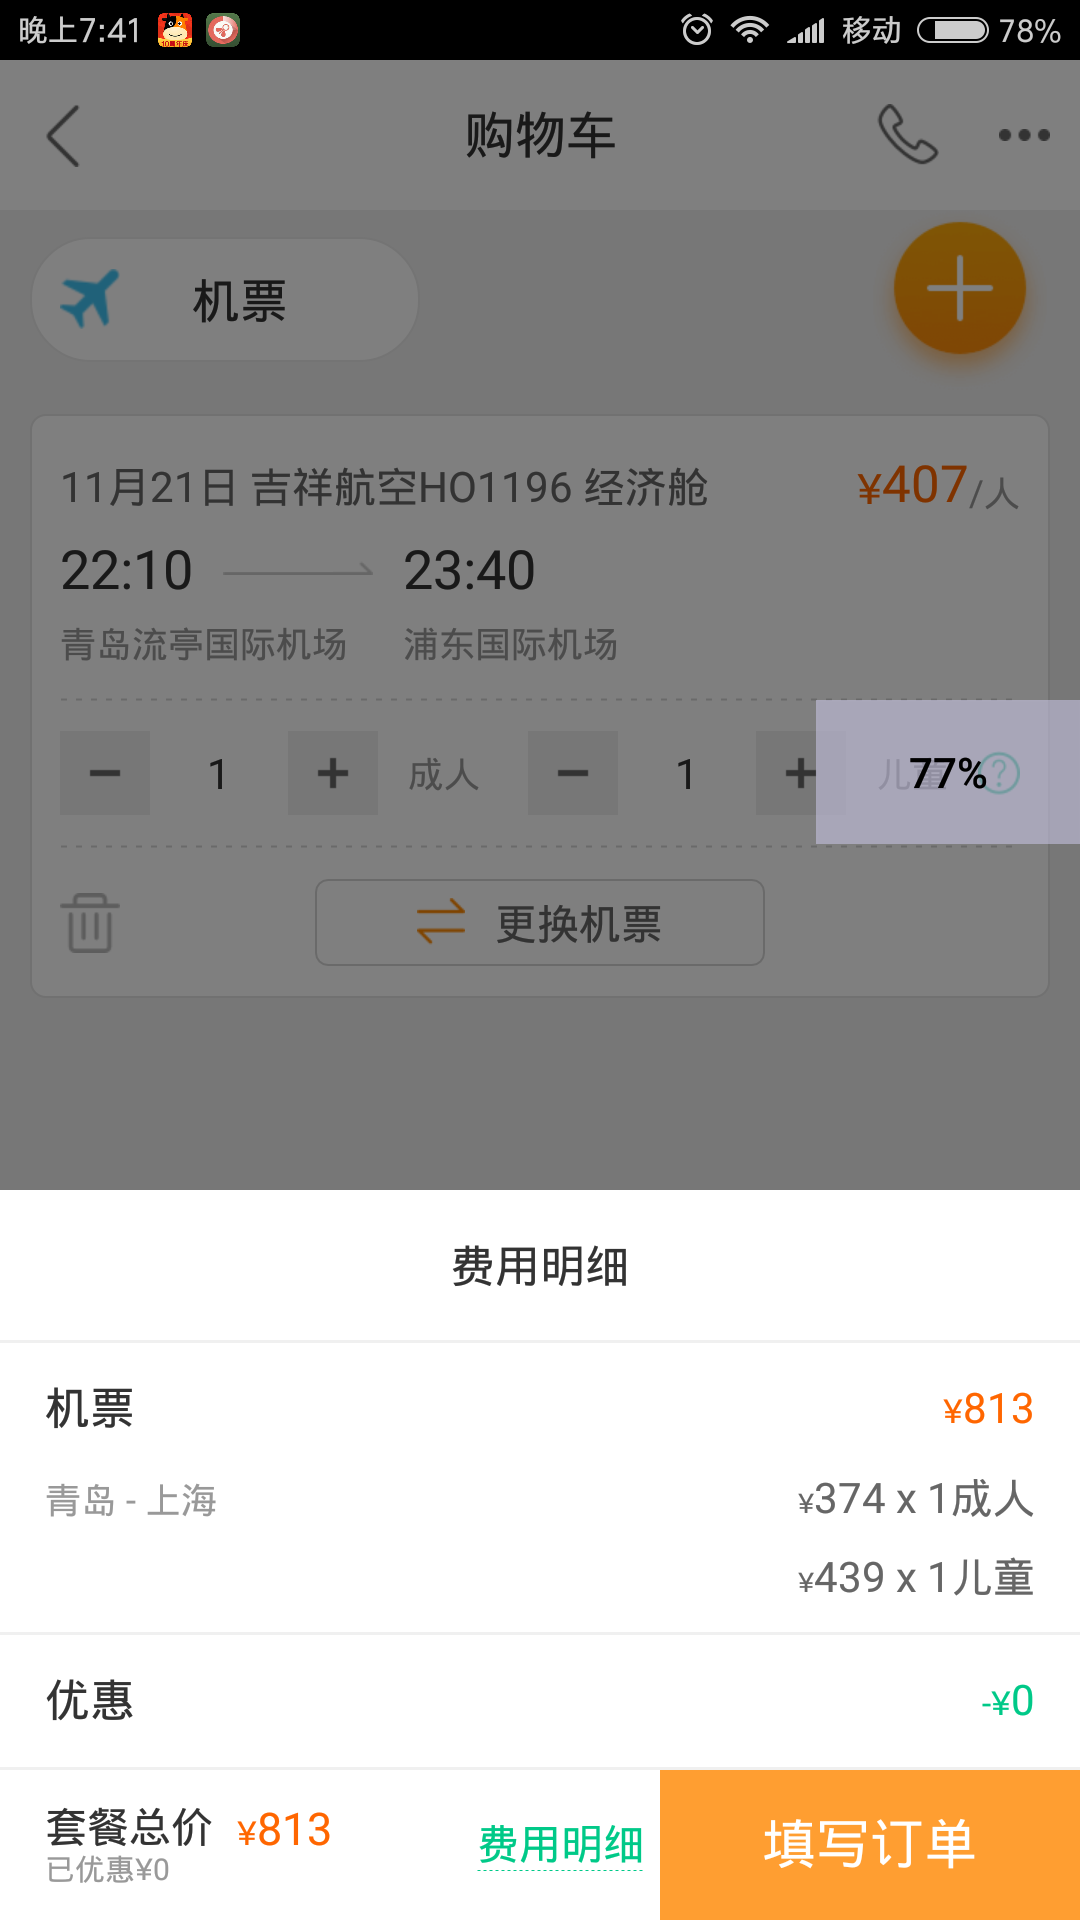 晚上7:41 移动 78%
购物车
机票
11月21日 吉祥航空HO1196 经济舱 ¥407/人
22:10 23:40
青岛流亭国际机场 浦东国际机场
1 成人 1 儿童 ?
77%
更换机票
费用明细
机票 ¥813
青岛 - 上海 ¥374 x 1成人
¥439 x 1儿童
优惠 -¥0
套餐总价 ¥813
已优惠¥0
费用明细
填写订单